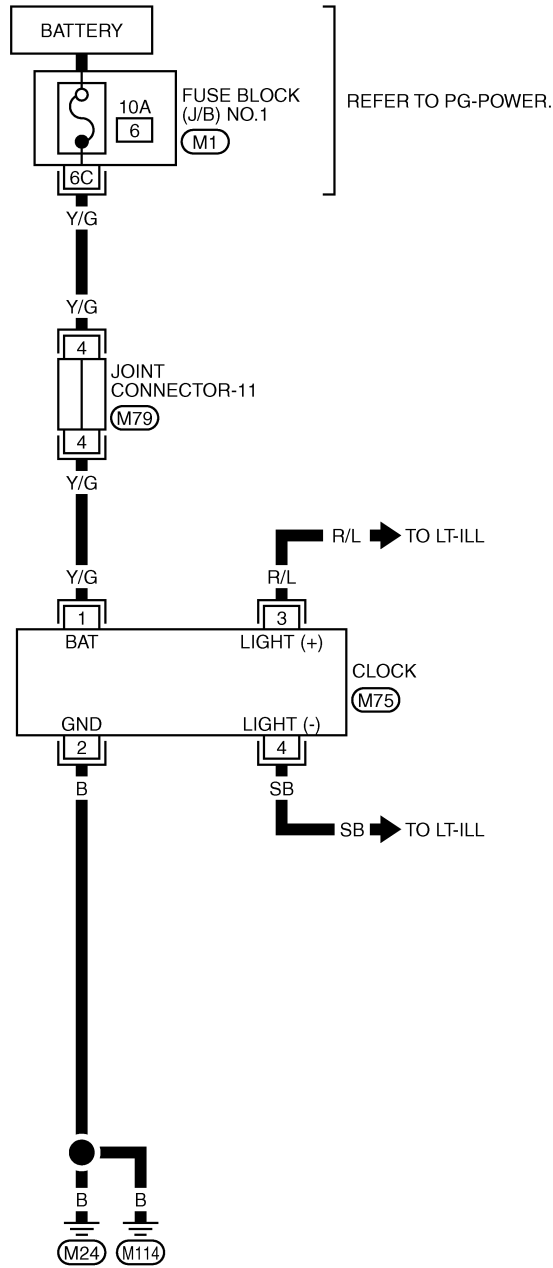 BATTERY
10A
6
FUSE BLOCK
(J/B) NO.1
M1
REFER TO PG-POWER.
6C
Y/G
Y/G
4
JOINT
CONNECTOR-11
M79
4
Y/G
R/L
TO LT-ILL
Y/G
R/L
1
3
BAT
LIGHT (+)
CLOCK
M75
GND
LIGHT (-)
2
4
B
SB
SB
TO LT-ILL
B
B
M24
M114